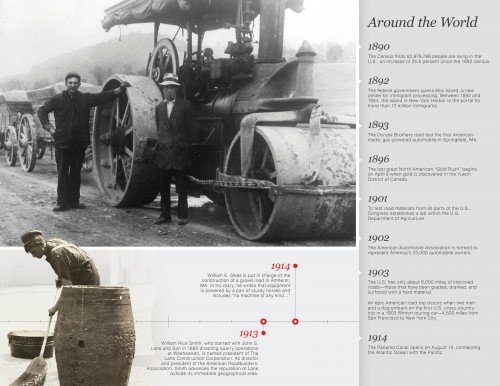 Around the World
1890
The Census finds 62,979,766 people are living in the
U.S., an increase of 25.5 percent since the 1880 census.
1892
The federal government opens Ellis Island, a new
center for immigrant processing. Between 1892 and
1954, the island in New York Harbor is the portal for
more than 12 million immigrants.
1893
The Duryea Brothers road test the first American-
made, gas-powered automobile in Springfield, MA.
1896
The last great North American "Gold Rush" begins
on April 6 when gold is discovered in the Yukon
District of Canada.
1901
To test road materials from all parts of the U.S.,
Congress establishes a lab within the U.S.
Department of Agriculture.
1902
The American Automobile Association is formed to
represent America's 23,000 automobile owners.
1903
The U.S. has only about 6,000 miles of improved
roads—those that have been graded, drained, and
surfaced with a hard material.
An epic American road trip occurs when two men
and a dog embark on the first U.S. cross-country
trip in a 1903 Winton touring car—4,500 miles from
San Francisco to New York City.
1914
The Panama Canal opens on August 15, connecting
the Atlantic Ocean with the Pacific.
1914
William E. Sikes is put in charge of the
construction of a gravel road in Amherst,
MA. In his diary, he writes that equipment
is powered by a pair of sturdy horses and
includes "no machine of any kind..."
1913
William Rice Smith, who started with John S.
Lane and Son in 1895 directing quarry operations
at Weehawken, is named president of The
Lane Construction Corporation. As director
and president of the American Roadbuilders'
Association, Smith advances the reputation of Lane
outside its immediate geographical area.